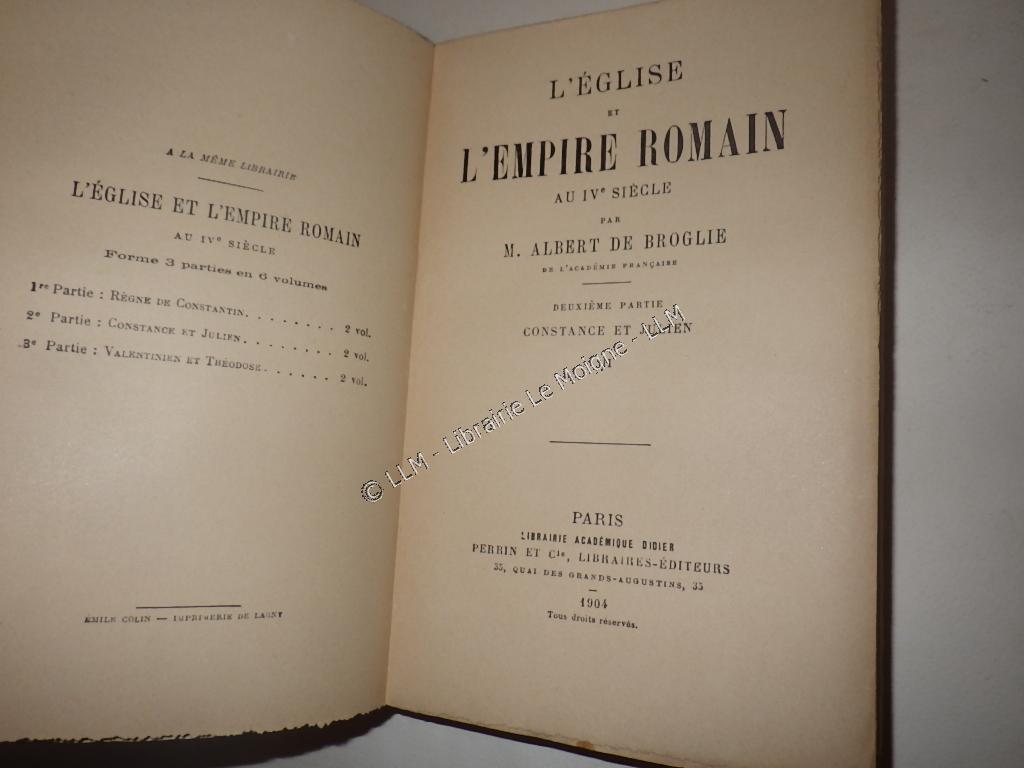 A LA MÊME LIBRAIRIE
L'ÉGLISE ET L'EMPIRE ROMAIN
AU IVe SIÈCLE
Forme 3 parties en 6 volumes
1re Partie : RÈGNE DE CONSTANTIN. . . . . . . . . 2 vol.
2e Partie : CONSTANCE ET JULIEN. . . . . . . . . 2 vol.
3e Partie : VALENTINIEN ET THÉODOSE. . . . . . . 2 vol.
ÉMILE COLIN — IMPRIMERIE DE LAGNY
L'ÉGLISE
ET
L'EMPIRE ROMAIN
AU IVe SIÈCLE
PAR
M. ALBERT DE BROGLIE
DE L'ACADÉMIE FRANÇAISE
DEUXIÈME PARTIE
CONSTANCE ET JULIEN
PARIS
LIBRAIRIE ACADÉMIQUE DIDIER
PERRIN ET Cie, LIBRAIRES-ÉDITEURS
35, QUAI DES GRANDS-AUGUSTINS, 35
1904
Tous droits réservés.
© LLM - Librairie Le Moigne - LLM